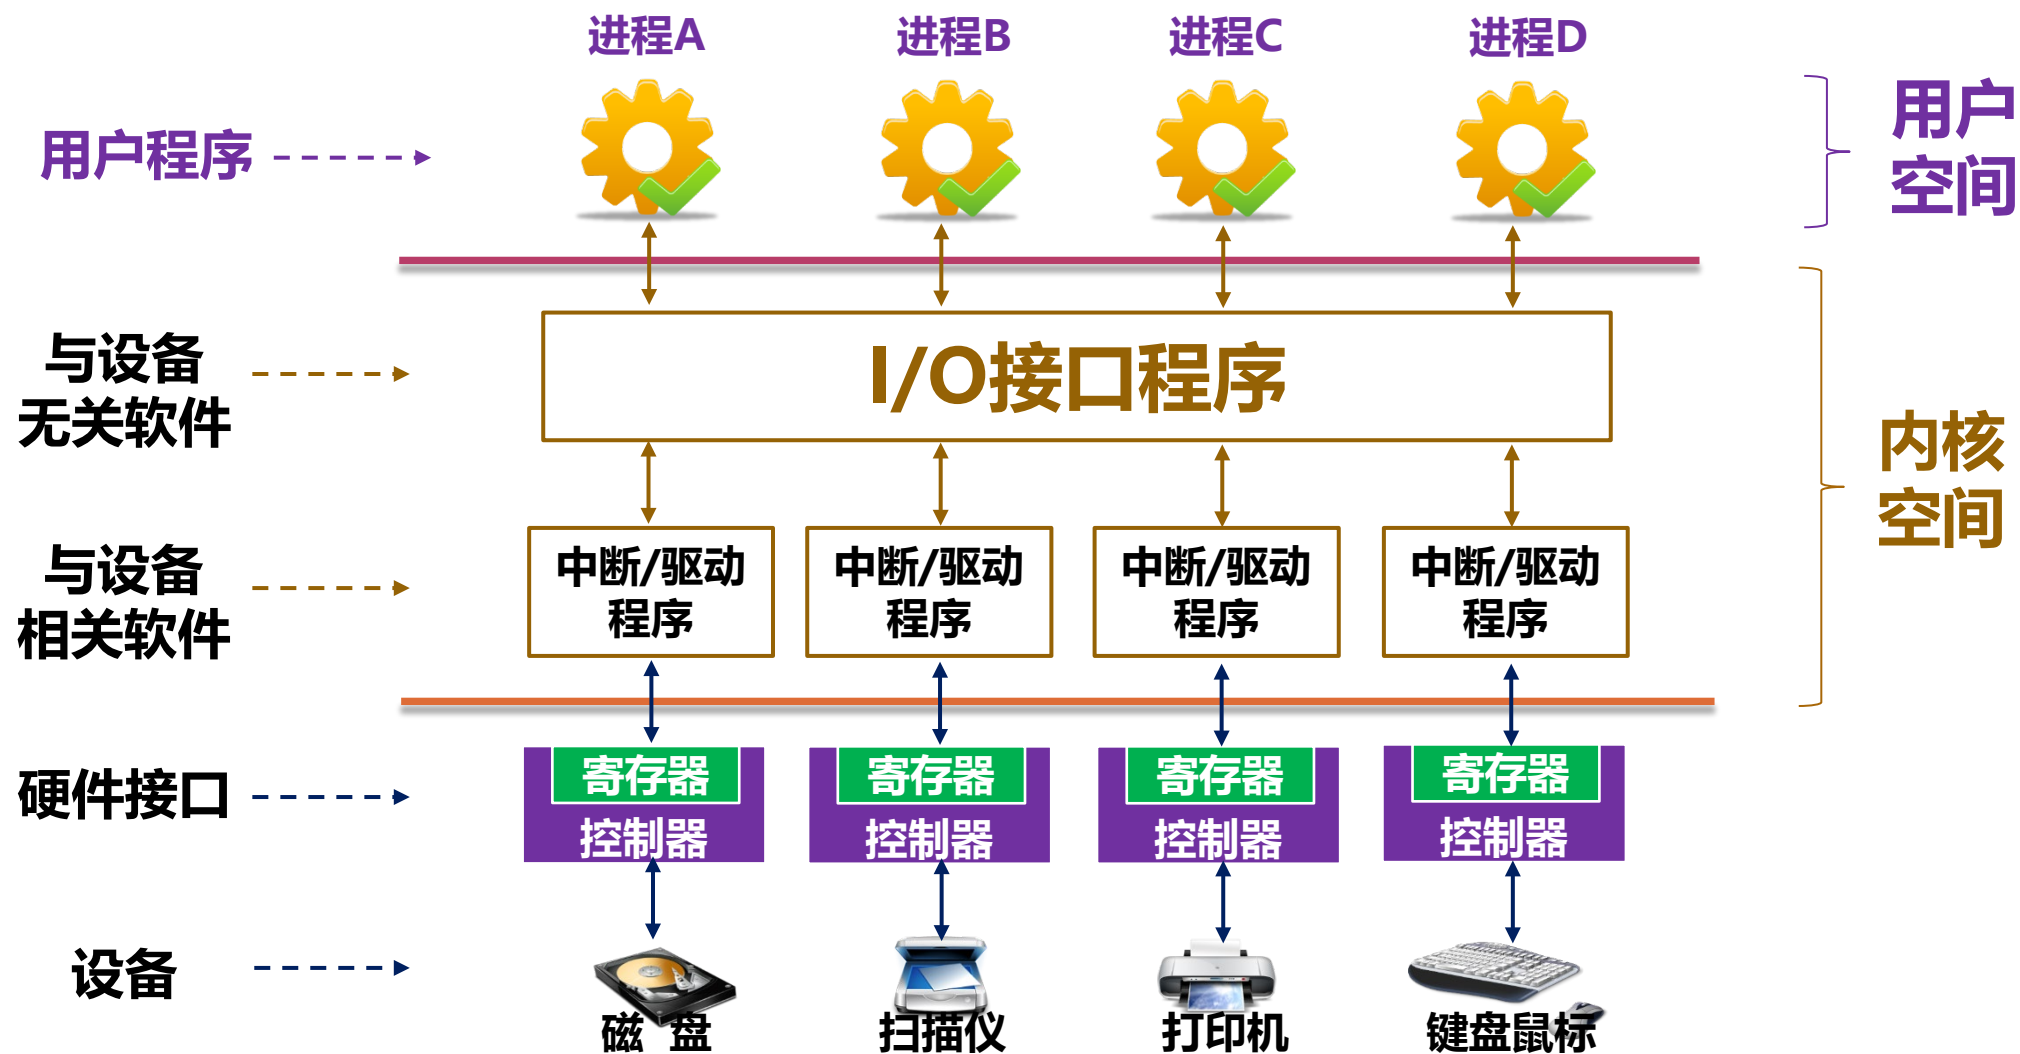 进程A 进程B 进程C 进程D
用户程序
用户
空间
与设备
无关软件
I/O接口程序
内核
空间
与设备
相关软件
中断/驱动
程序
中断/驱动
程序
中断/驱动
程序
中断/驱动
程序
硬件接口
寄存器
控制器
寄存器
控制器
寄存器
控制器
寄存器
控制器
设备
磁 盘
扫描仪
打印机
键盘鼠标